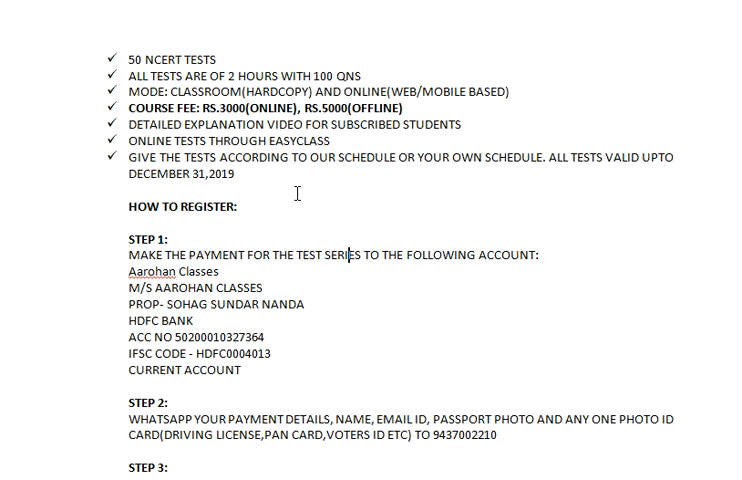 50 NCERT TESTS
ALL TESTS ARE OF 2 HOURS WITH 100 QNS
MODE: CLASSROOM(HARDCOPY) AND ONLINE(WEB/MOBILE BASED)
COURSE FEE: RS.3000(ONLINE), RS.5000(OFFLINE)
DETAILED EXPLANATION VIDEO FOR SUBSCRIBED STUDENTS
ONLINE TESTS THROUGH EASYCLASS
GIVE THE TESTS ACCORDING TO OUR SCHEDULE OR YOUR OWN SCHEDULE. ALL TESTS VALID UPTO
DECEMBER 31,2019
HOW TO REGISTER:
STEP 1:
MAKE THE PAYMENT FOR THE TEST SERIES TO THE FOLLOWING ACCOUNT:
Aarohan Classes
M/S AAROHAN CLASSES
PROP- SOHAG SUNDAR NANDA
HDFC BANK
ACC NO 50200010327364
IFSC CODE - HDFC0004013
CURRENT ACCOUNT
STEP 2:
WHATSAPP YOUR PAYMENT DETAILS, NAME, EMAIL ID, PASSPORT PHOTO AND ANY ONE PHOTO ID
CARD(DRIVING LICENSE,PAN CARD,VOTERS ID ETC) TO 9437002210
STEP 3: